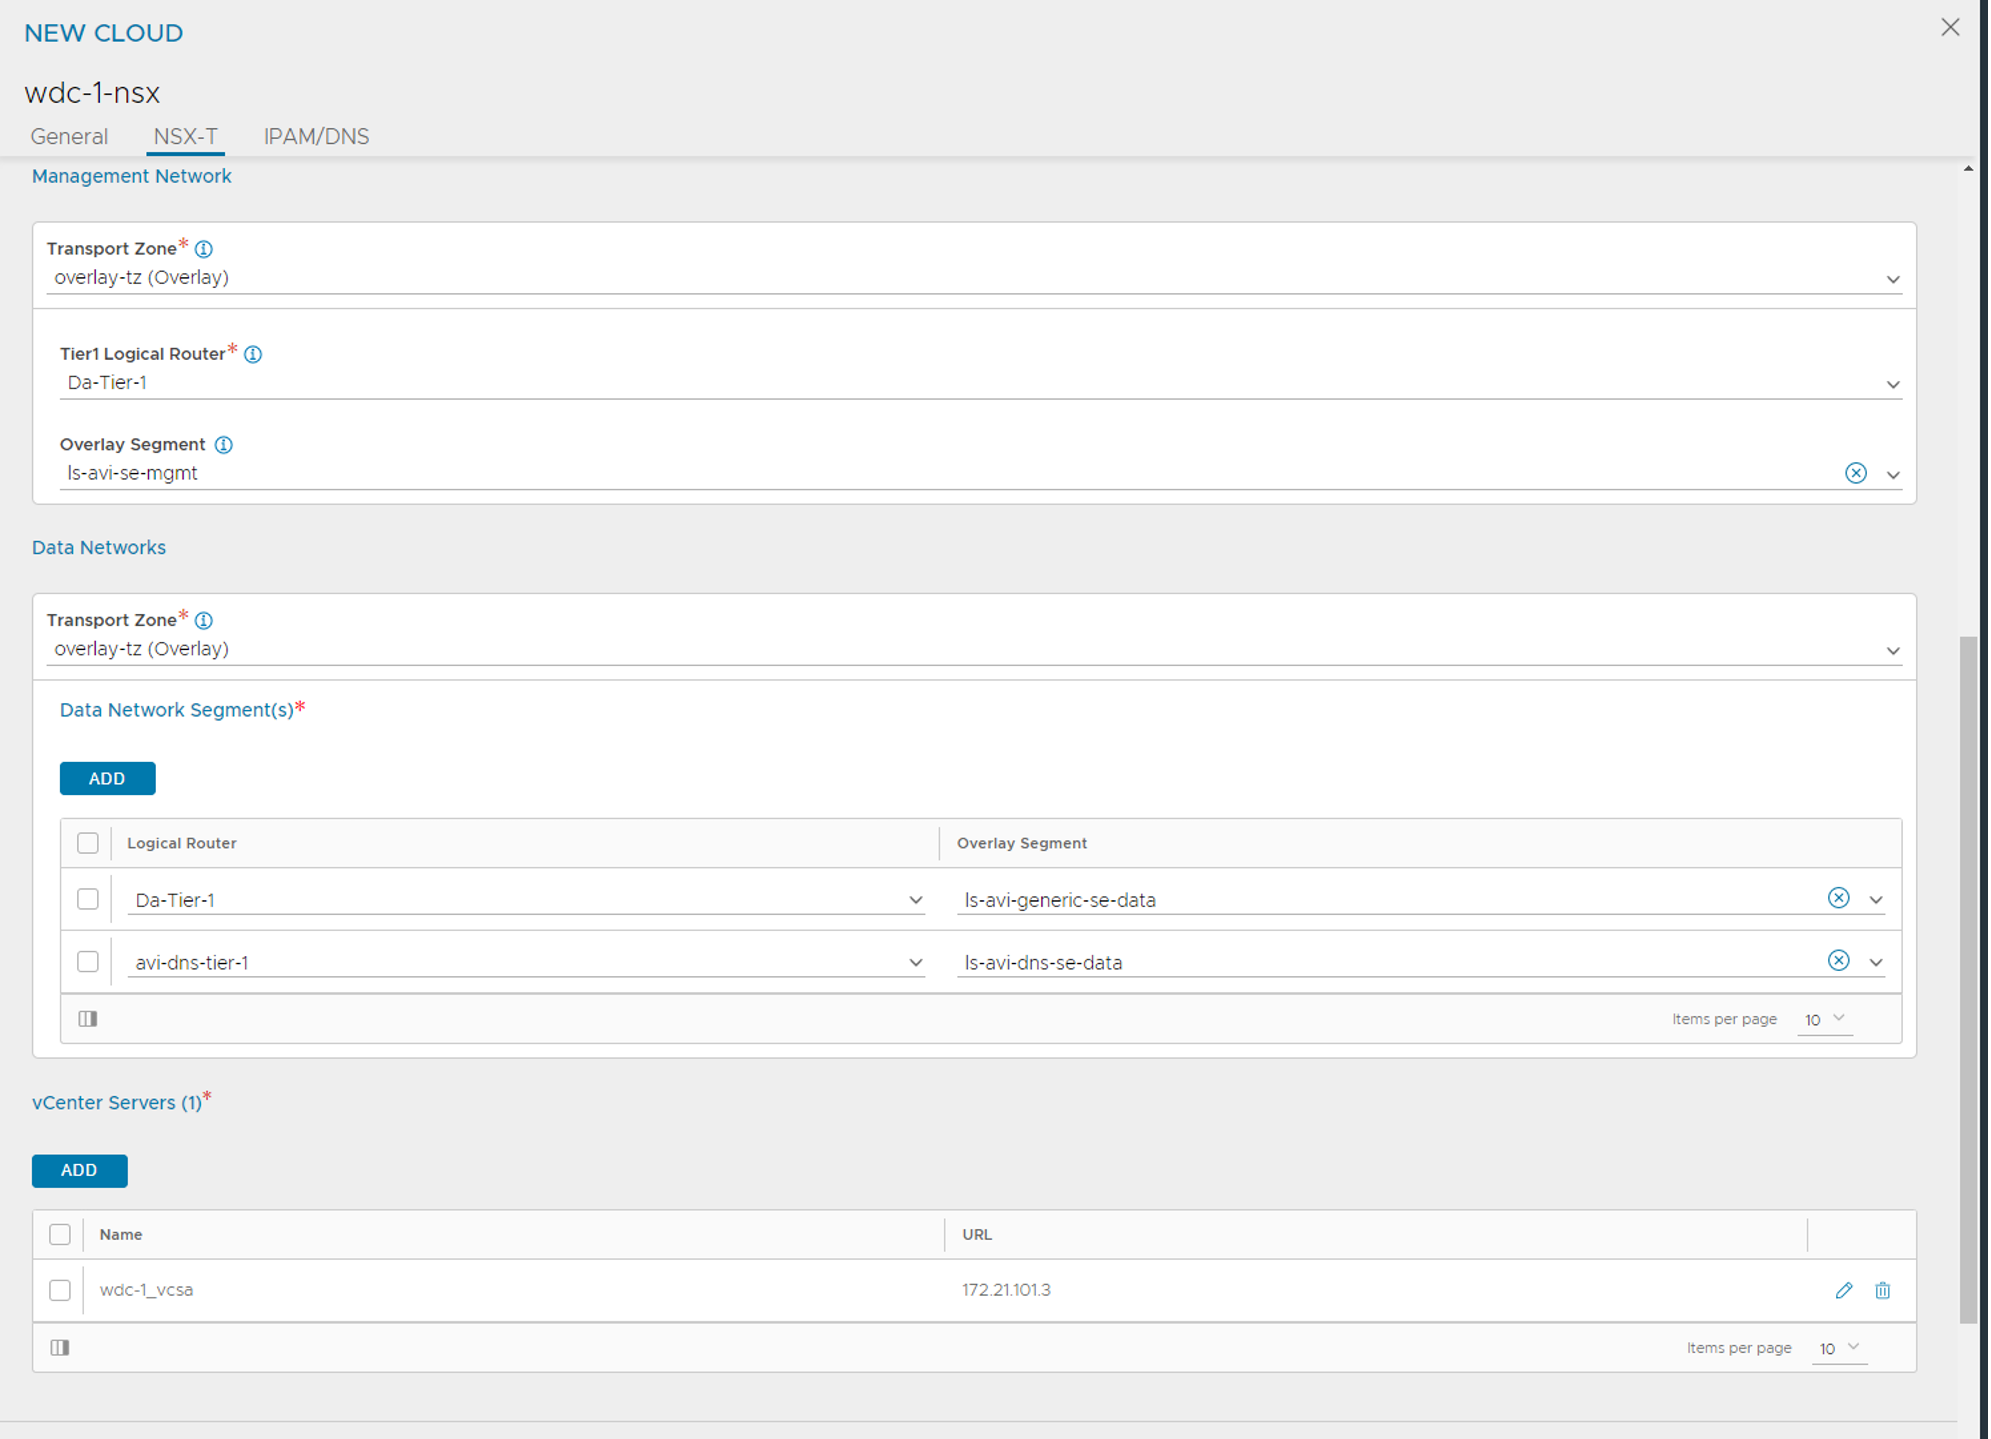 NEW CLOUD
wdc-1-nsx
General NSX-T IPAM/DNS
Management Network
Transport Zone*
overlay-tz (Overlay)
Tier1 Logical Router*
Da-Tier-1
Overlay Segment
ls-avi-se-mgmt
Data Networks
Transport Zone*
overlay-tz (Overlay)
Data Network Segment(s)*
ADD
Logical Router Overlay Segment
Da-Tier-1 ls-avi-generic-se-data
avi-dns-tier-1 ls-avi-dns-se-data
Items per page 10
vCenter Servers (1)*
ADD
Name URL
wdc-1_vcsa 172.21.101.3
Items per page 10